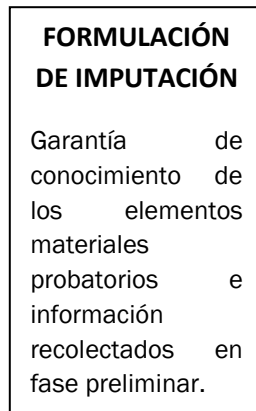 FORMULACIÓN
DE IMPUTACIÓN
Garantía de
conocimiento de
los elementos
materiales
probatorios e
información
recolectados en
fase preliminar.